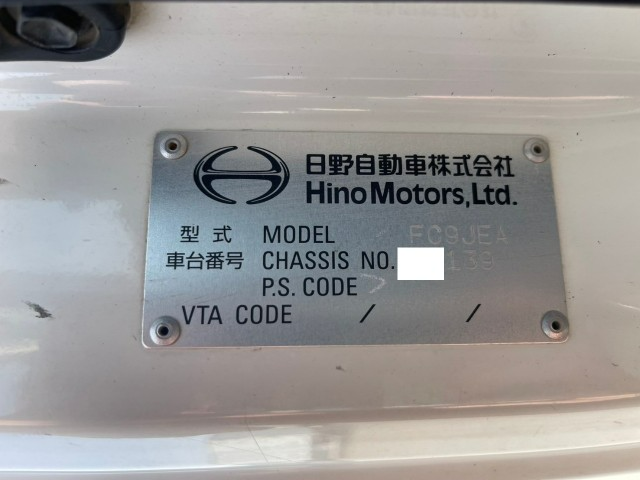 日野自動車株式会社
Hino Motors, Ltd.
型式 MODEL FC9JEA
車台番号 CHASSIS NO. 139
P.S. CODE
VTA CODE / /